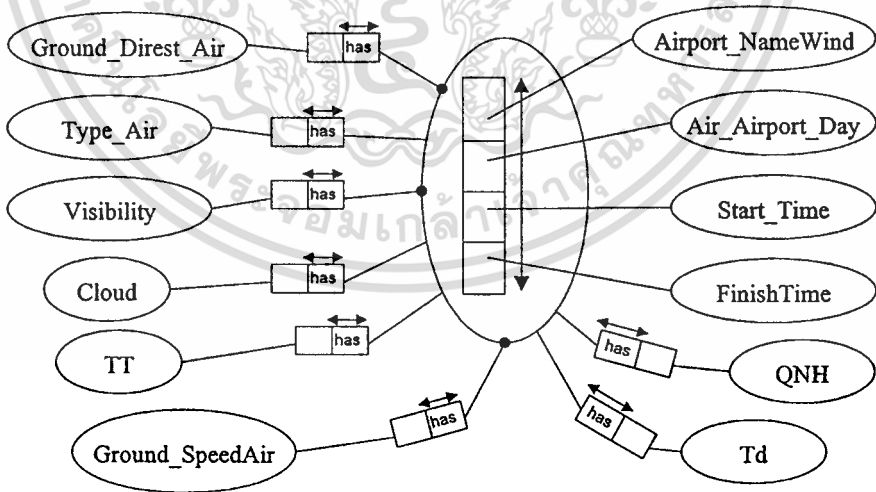 Ground_Direst_Air
has
Airport_NameWind
Type_Air
has
Air_Airport_Day
Visibility
has
Start_Time
Cloud
has
FinishTime
TT
has
has
QNH
Ground_SpeedAir
has
has
Td